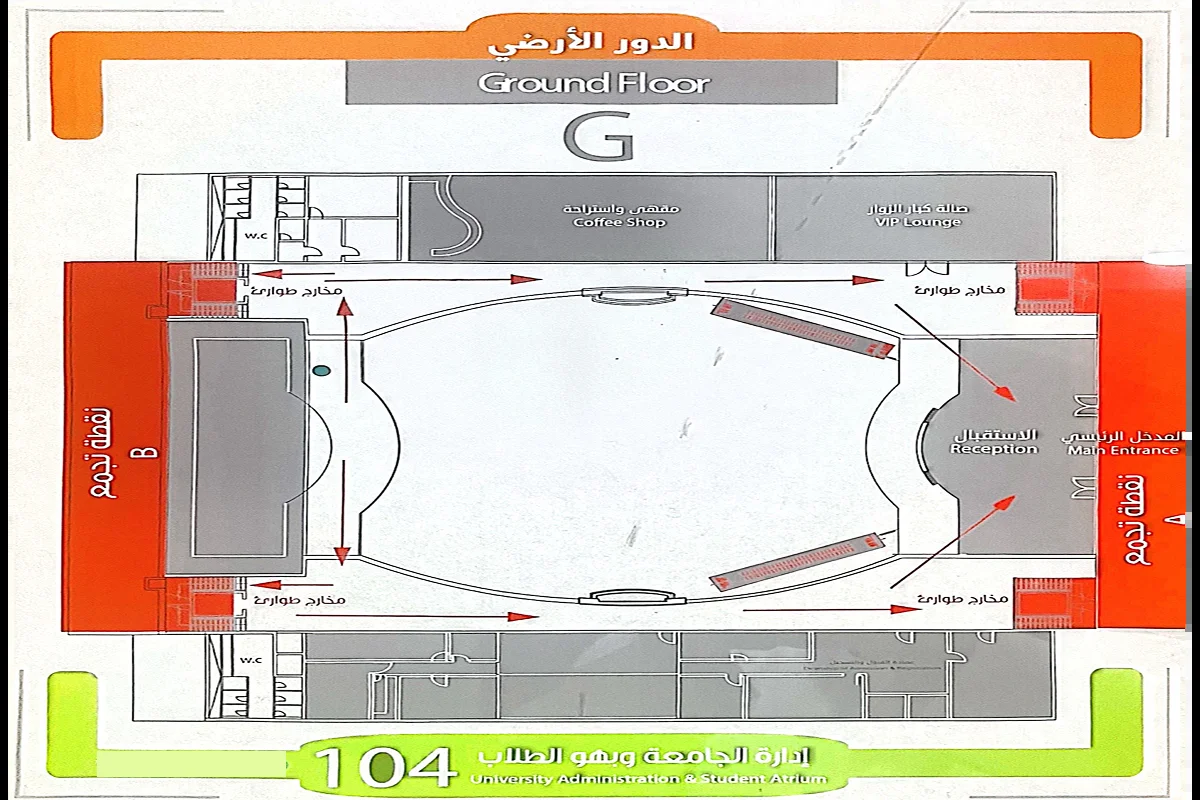 الدور الأرضي
Ground Floor
G
مقهى واستراحة
Coffee Shop
صالة كبار الزوار
VIP Lounge
w.c
مخارج طوارئ
مخارج طوارئ
نقطة تجمع
B
الاستقبال
Reception
المدخل الرئيسي
Main Entrance
نقطة تجمع
A
مخارج طوارئ
مخارج طوارئ
w.c
104
إدارة الجامعة وبهو الطلاب
University Administration & Student Atrium